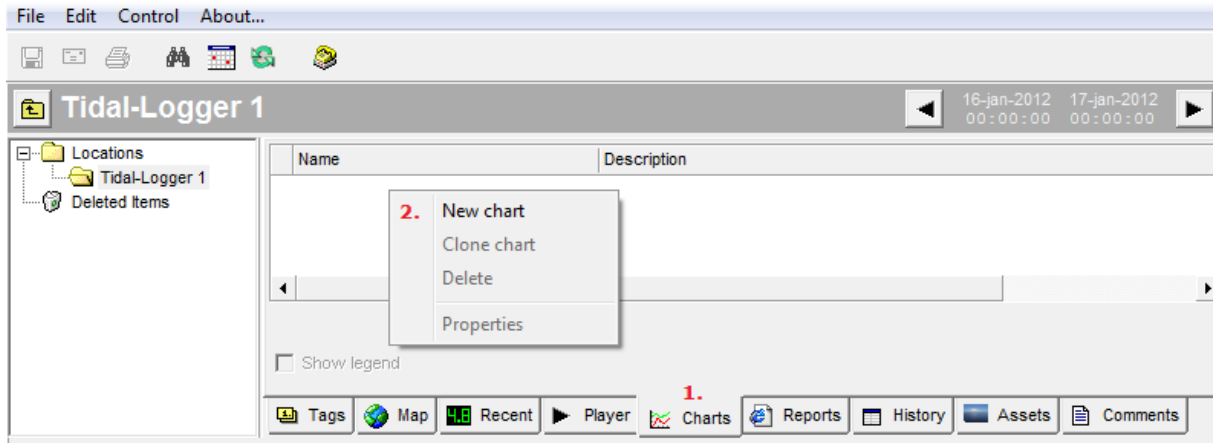 File Edit Control About...
Tidal-Logger 1
16-jan-2012 17-jan-2012
00:00:00 00:00:00
Locations
Tidal-Logger 1
Deleted Items
Name Description
2. New chart
Clone chart
Delete
Properties
Show legend
1.
Tags Map 4.8 Recent Player Charts Reports History Assets Comments